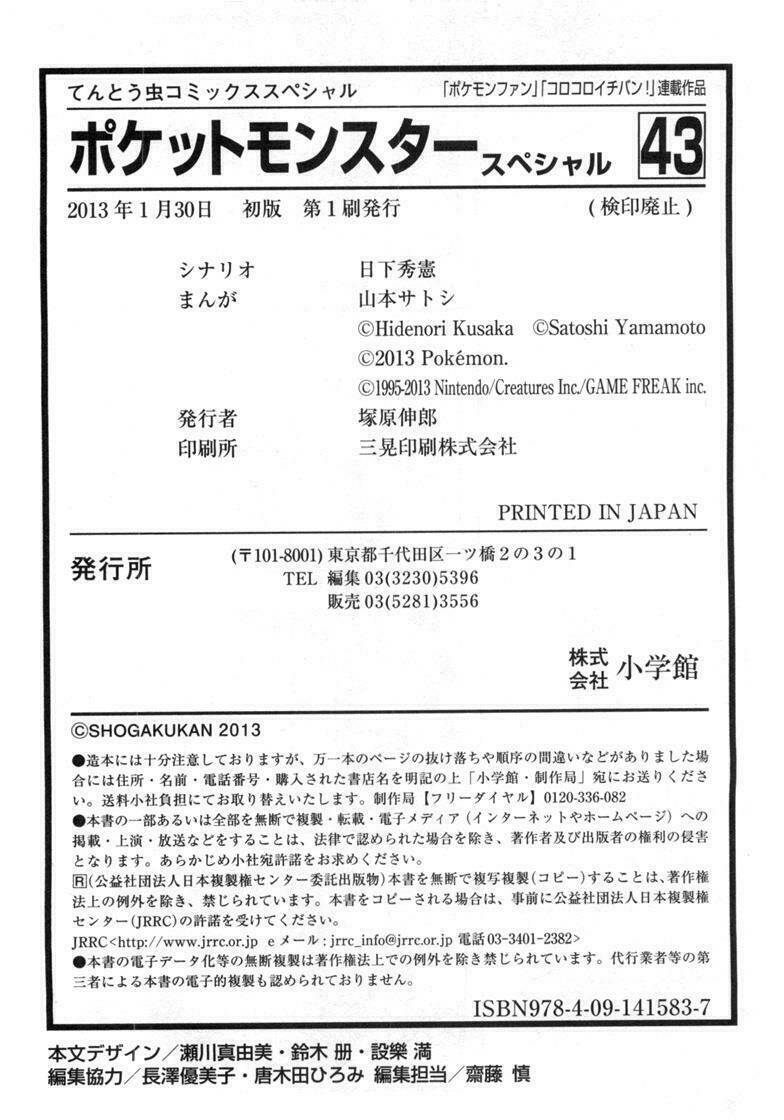 てんとう虫コミックススペシャル 「ポケモンファン」「コロコロイチバン!」連載作品
ポケットモンスタースペシャル 43
2013年1月30日 初版 第1刷発行 (検印廃止)
シナリオ 日下秀憲
まんが 山本サトシ
©Hidenori Kusaka ©Satoshi Yamamoto
©2013 Pokémon.
©1995-2013 Nintendo/Creatures Inc./GAME FREAK inc.
発行者 塚原伸郎
印刷所 三晃印刷株式会社
PRINTED IN JAPAN
発行所 (〒101-8001) 東京都千代田区一ツ橋2の3の1
TEL 編集03(3230)5396
販売03(5281)3556
株式会社 小学館
©SHOGAKUKAN 2013
●造本には十分注意しておりますが、万一本のページの抜け落ちや順序の間違いなどがありました場
合には住所・名前・電話番号・購入された書店名を明記の上「小学館・制作局」宛にお送りくださ
い。送料小社負担にてお取り替えいたします。制作局【フリーダイヤル】0120-336-082
●本書の一部あるいは全部を無断で複製・転載・電子メディア(インターネットやホームページ)への
掲載・上演・放送などをすることは、法律で認められた場合を除き、著作者及び出版者の権利の侵害
となります。あらかじめ小社宛許諾をお求めください。
R(公益社団法人日本複製権センター委託出版物)本書を無断で複写複製(コピー)することは、著作権
法上の例外を除き、禁じられています。本書をコピーされる場合は、事前に公益社団法人日本複製権
センター(JRRC)の許諾を受けてください。
JRRC<http://www.jrrc.or.jp eメール;jrrc_info@jrrc.or.jp 電話03-3401-2382>
●本書の電子データ化等の無断複製は著作権法上での例外を除き禁じられています。代行業者等の第
三者による本書の電子的複製も認められておりません。
ISBN978-4-09-141583-7
本文デザイン/瀬川真由美・鈴木 册・設樂 満
編集協力/長澤優美子・唐木田ひろみ 編集担当/齋藤 慎